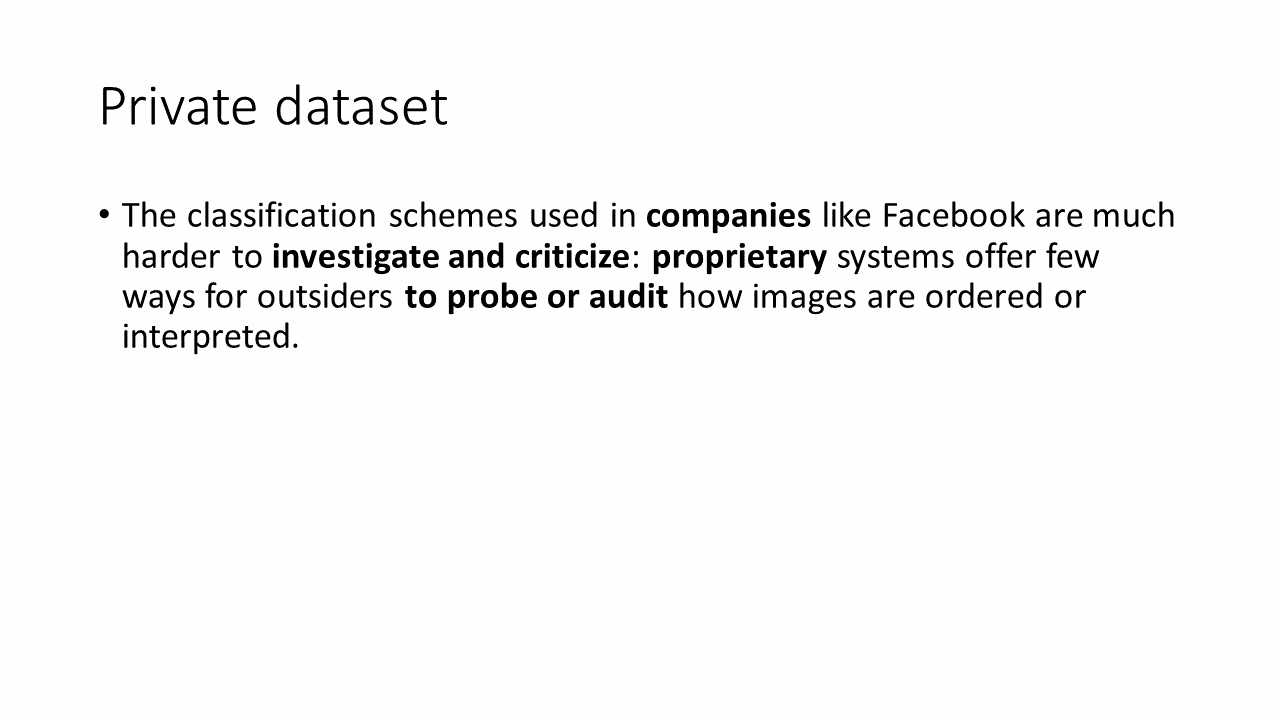 Private dataset
• The classification schemes used in companies like Facebook are much
harder to investigate and criticize: proprietary systems offer few
ways for outsiders to probe or audit how images are ordered or
interpreted.